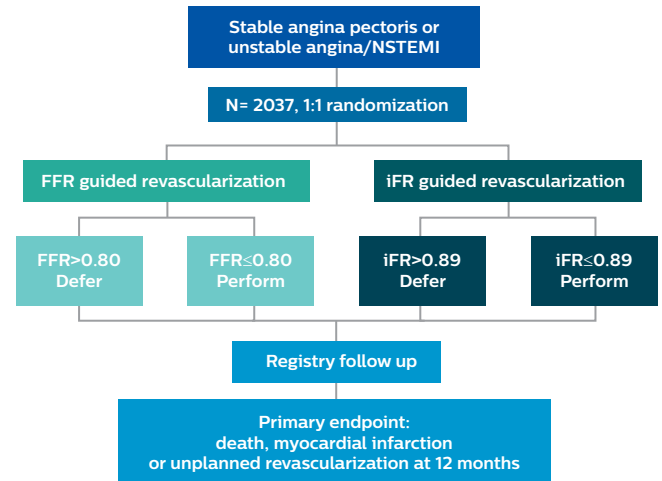 Stable angina pectoris or
unstable angina/NSTEMI
N= 2037, 1:1 randomization
FFR guided revascularization
iFR guided revascularization
FFR>0.80
Defer
FFR≤0.80
Perform
iFR>0.89
Defer
iFR≤0.89
Perform
Registry follow up
Primary endpoint:
death, myocardial infarction
or unplanned revascularization at 12 months